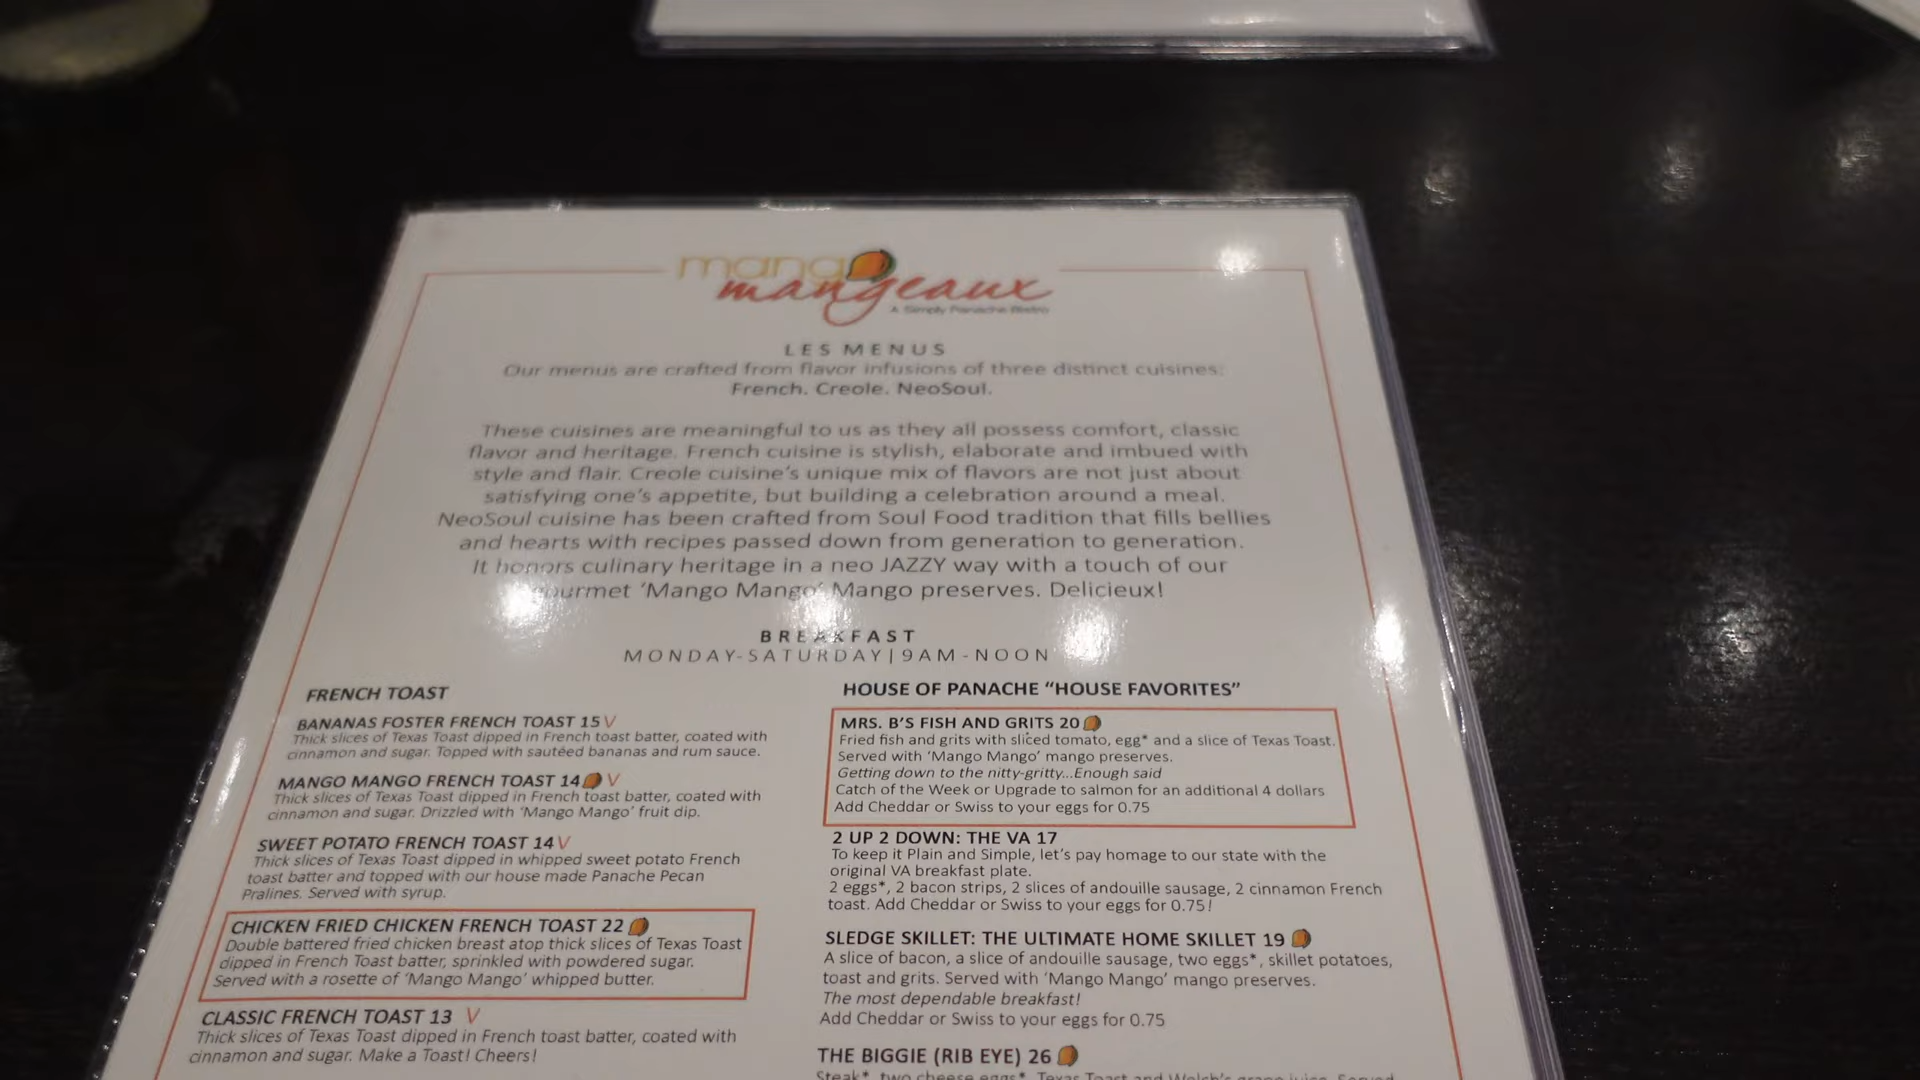 mango
mangeaux
A Simply Panache Bistro
LES MENUS
Our menus are crafted from flavor infusions of three distinct cuisines:
French. Creole. NeoSoul.
These cuisines are meaningful to us as they all possess comfort, classic
flavor and heritage. French cuisine is stylish, elaborate and imbued with
style and flair. Creole cuisine's unique mix of flavors are not just about
satisfying one's appetite, but building a celebration around a meal.
NeoSoul cuisine has been crafted from Soul Food tradition that fills bellies
and hearts with recipes passed down from generation to generation.
It honors culinary heritage in a neo JAZZY way with a touch of our
gourmet 'Mango Mango' Mango preserves. Delicieux!
BREAKFAST
MONDAY-SATURDAY|9AM-NOON
FRENCH TOAST
BANANAS FOSTER FRENCH TOAST 15 V
Thick slices of Texas Toast dipped in French toast batter, coated with
cinnamon and sugar. Topped with sautéed bananas and rum sauce.
MANGO MANGO FRENCH TOAST 14 V
Thick slices of Texas Toast dipped in French toast batter, coated with
cinnamon and sugar. Drizzled with 'Mango Mango' fruit dip.
SWEET POTATO FRENCH TOAST 14 V
Thick slices of Texas Toast dipped in whipped sweet potato French
toast batter and topped with our house made Panache Pecan
Pralines. Served with syrup.
CHICKEN FRIED CHICKEN FRENCH TOAST 22
Double battered fried chicken breast atop thick slices of Texas Toast
dipped in French Toast batter, sprinkled with powdered sugar.
Served with a rosette of 'Mango Mango' whipped butter.
CLASSIC FRENCH TOAST 13 V
Thick slices of Texas Toast dipped in French toast batter, coated with
cinnamon and sugar. Make a Toast! Cheers!
HOUSE OF PANACHE "HOUSE FAVORITES"
MRS. B'S FISH AND GRITS 20
Fried fish and grits with sliced tomato, egg* and a slice of Texas Toast.
Served with 'Mango Mango' mango preserves.
Getting down to the nitty-gritty...Enough said
Catch of the Week or Upgrade to salmon for an additional 4 dollars
Add Cheddar or Swiss to your eggs for 0.75
2 UP 2 DOWN: THE VA 17
To keep it Plain and Simple, let's pay homage to our state with the
original VA breakfast plate.
2 eggs*, 2 bacon strips, 2 slices of andouille sausage, 2 cinnamon French
toast. Add Cheddar or Swiss to your eggs for 0.75!
SLEDGE SKILLET: THE ULTIMATE HOME SKILLET 19
A slice of bacon, a slice of andouille sausage, two eggs*, skillet potatoes,
toast and grits. Served with 'Mango Mango' mango preserves.
The most dependable breakfast!
Add Cheddar or Swiss to your eggs for 0.75
THE BIGGIE (RIB EYE) 26
Steak*, two cheese eggs*, Texas Toast and Welch's grape juice. Served